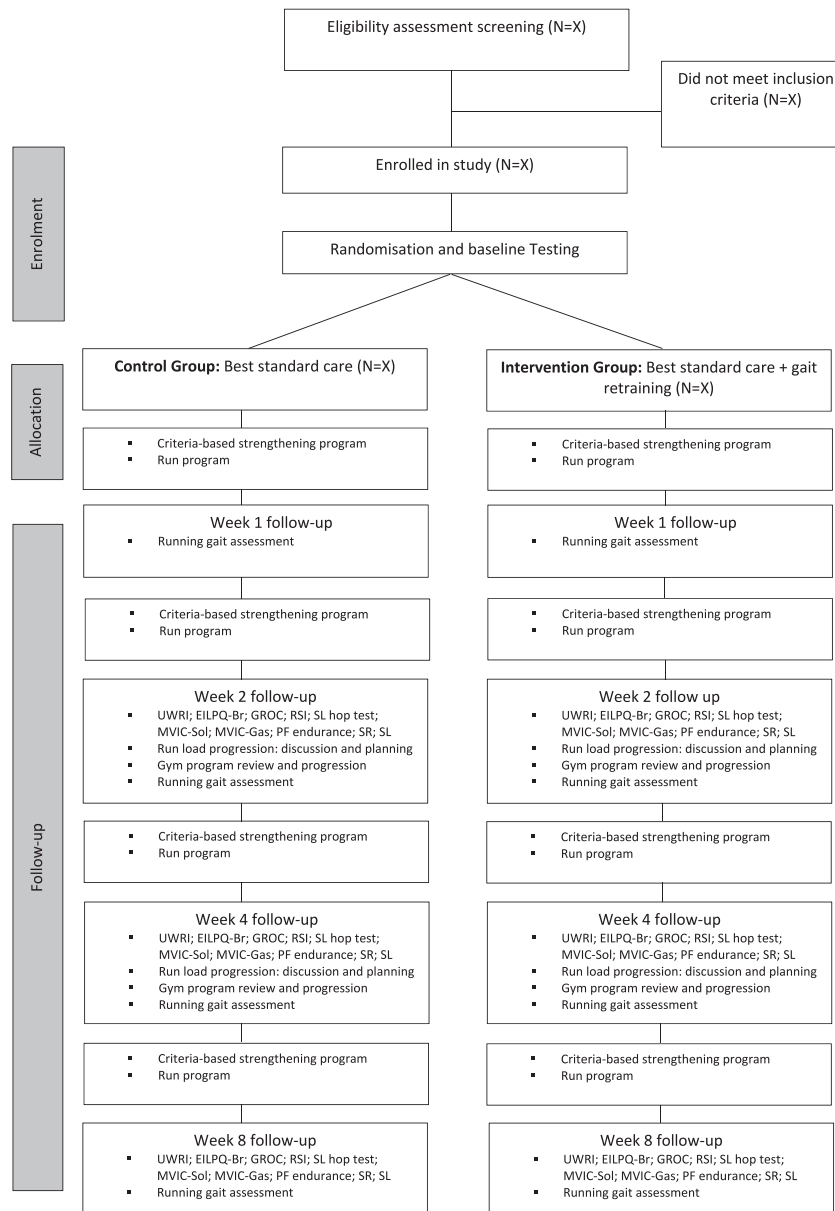 Eligibility assessment screening (N=X)
Did not meet inclusion
criteria (N=X)
Enrolment
Enrolled in study (N=X)
Randomisation and baseline Testing
Allocation
Control Group: Best standard care (N=X)
▪ Criteria-based strengthening program
▪ Run program
Intervention Group: Best standard care + gait
retraining (N=X)
▪ Criteria-based strengthening program
▪ Run program
Follow-up
Week 1 follow-up
▪ Running gait assessment
▪ Criteria-based strengthening program
▪ Run program
Week 2 follow-up
▪ UWRI; EILPQ-Br; GROC; RSI; SL hop test;
MVIC-Sol; MVIC-Gas; PF endurance; SR; SL
▪ Run load progression: discussion and planning
▪ Gym program review and progression
▪ Running gait assessment
▪ Criteria-based strengthening program
▪ Run program
Week 4 follow-up
▪ UWRI; EILPQ-Br; GROC; RSI; SL hop test;
MVIC-Sol; MVIC-Gas; PF endurance; SR; SL
▪ Run load progression: discussion and planning
▪ Gym program review and progression
▪ Running gait assessment
▪ Criteria-based strengthening program
▪ Run program
Week 8 follow-up
▪ UWRI; EILPQ-Br; GROC; RSI; SL hop test;
MVIC-Sol; MVIC-Gas; PF endurance; SR; SL
▪ Running gait assessment
Week 1 follow-up
▪ Running gait assessment
▪ Criteria-based strengthening program
▪ Run program
Week 2 follow up
▪ UWRI; EILPQ-Br; GROC; RSI; SL hop test;
MVIC-Sol; MVIC-Gas; PF endurance; SR; SL
▪ Run load progression: discussion and planning
▪ Gym program review and progression
▪ Running gait assessment
▪ Criteria-based strengthening program
▪ Run program
Week 4 follow-up
▪ UWRI; EILPQ-Br; GROC; RSI; SL hop test;
MVIC-Sol; MVIC-Gas; PF endurance; SR; SL
▪ Run load progression: discussion and planning
▪ Gym program review and progression
▪ Running gait assessment
▪ Criteria-based strengthening program
▪ Run program
Week 8 follow-up
▪ UWRI; EILPQ-Br; GROC; RSI; SL hop test;
MVIC-Sol; MVIC-Gas; PF endurance; SR; SL
▪ Running gait assessment